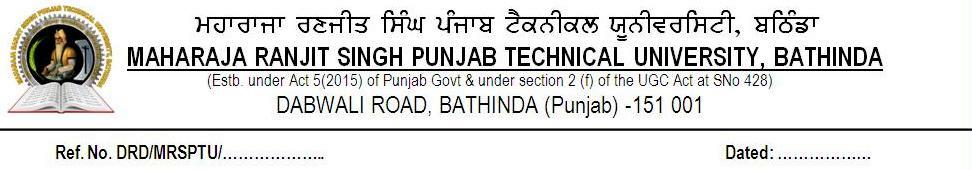 ਮਹਾਰਾਜਾ ਰਣਜੀਤ ਸਿੰਘ ਪੰਜਾਬ ਟੈਕਨੀਕਲ ਯੂਨੀਵਰਸਿਟੀ, ਬਠਿੰਡਾ
MAHARAJA RANJIT SINGH PUNJAB TECHNICAL UNIVERSITY, BATHINDA
(Estb. under Act 5(2015) of Punjab Govt & under section 2 (f) of the UGC Act at SNo 428)
DABWALI ROAD, BATHINDA (Punjab) -151 001
Ref. No. DRD/MRSPTU/……………….. Dated: ………………